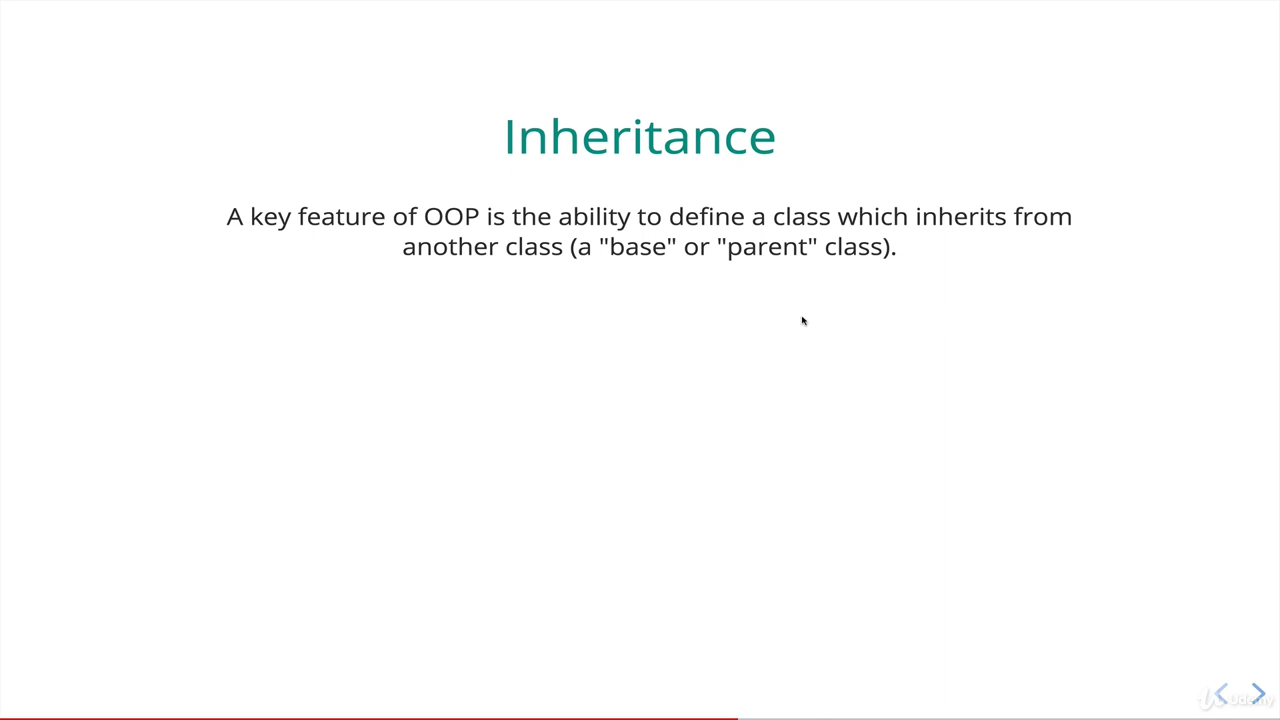 Inheritance
A key feature of OOP is the ability to define a class which inherits from
another class (a "base" or "parent" class).
Udemy